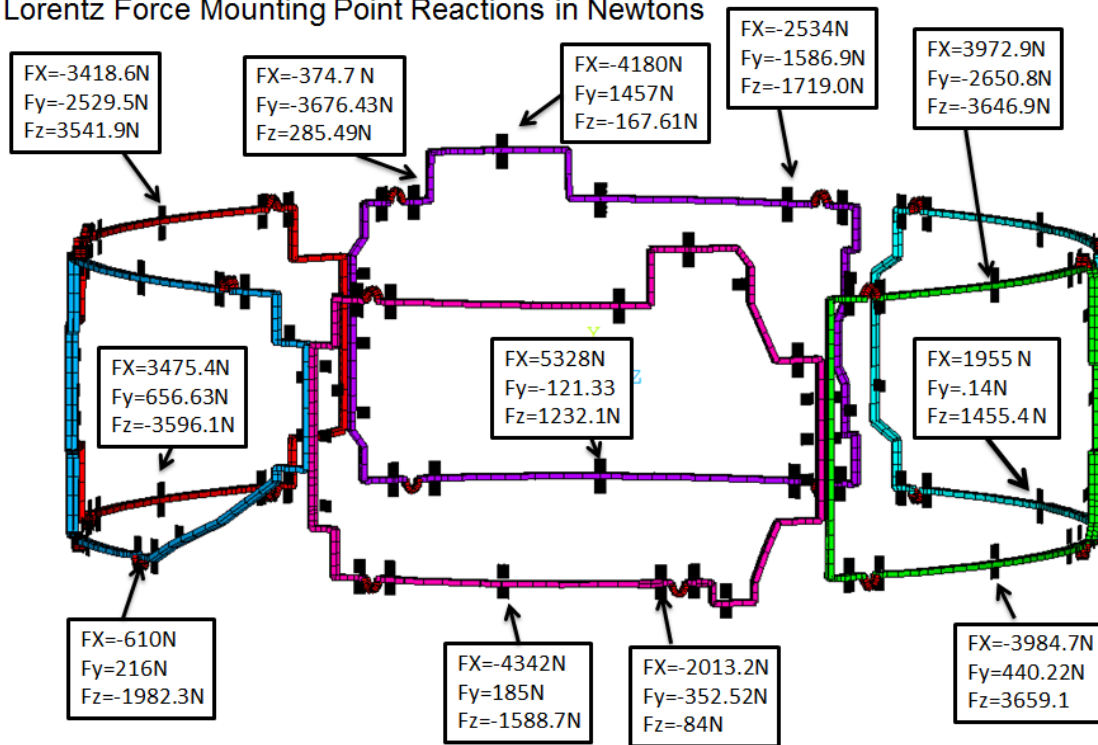 Lorentz Force Mounting Point Reactions in Newtons
FX=-3418.6N
Fy=-2529.5N
Fz=3541.9N
FX=-374.7 N
Fy=-3676.43N
Fz=285.49N
FX=-4180N
Fy=1457N
Fz=-167.61N
FX=-2534N
Fy=-1586.9N
Fz=-1719.0N
FX=3972.9N
Fy=-2650.8N
Fz=-3646.9N
FX=3475.4N
Fy=656.63N
Fz=-3596.1N
Y
Z
FX=5328N
Fy=-121.33
Fz=1232.1N
FX=1955 N
Fy=.14N
Fz=1455.4 N
FX=-610N
Fy=216N
Fz=-1982.3N
FX=-4342N
Fy=185N
Fz=-1588.7N
FX=-2013.2N
Fy=-352.52N
Fz=-84N
FX=-3984.7N
Fy=440.22N
Fz=3659.1